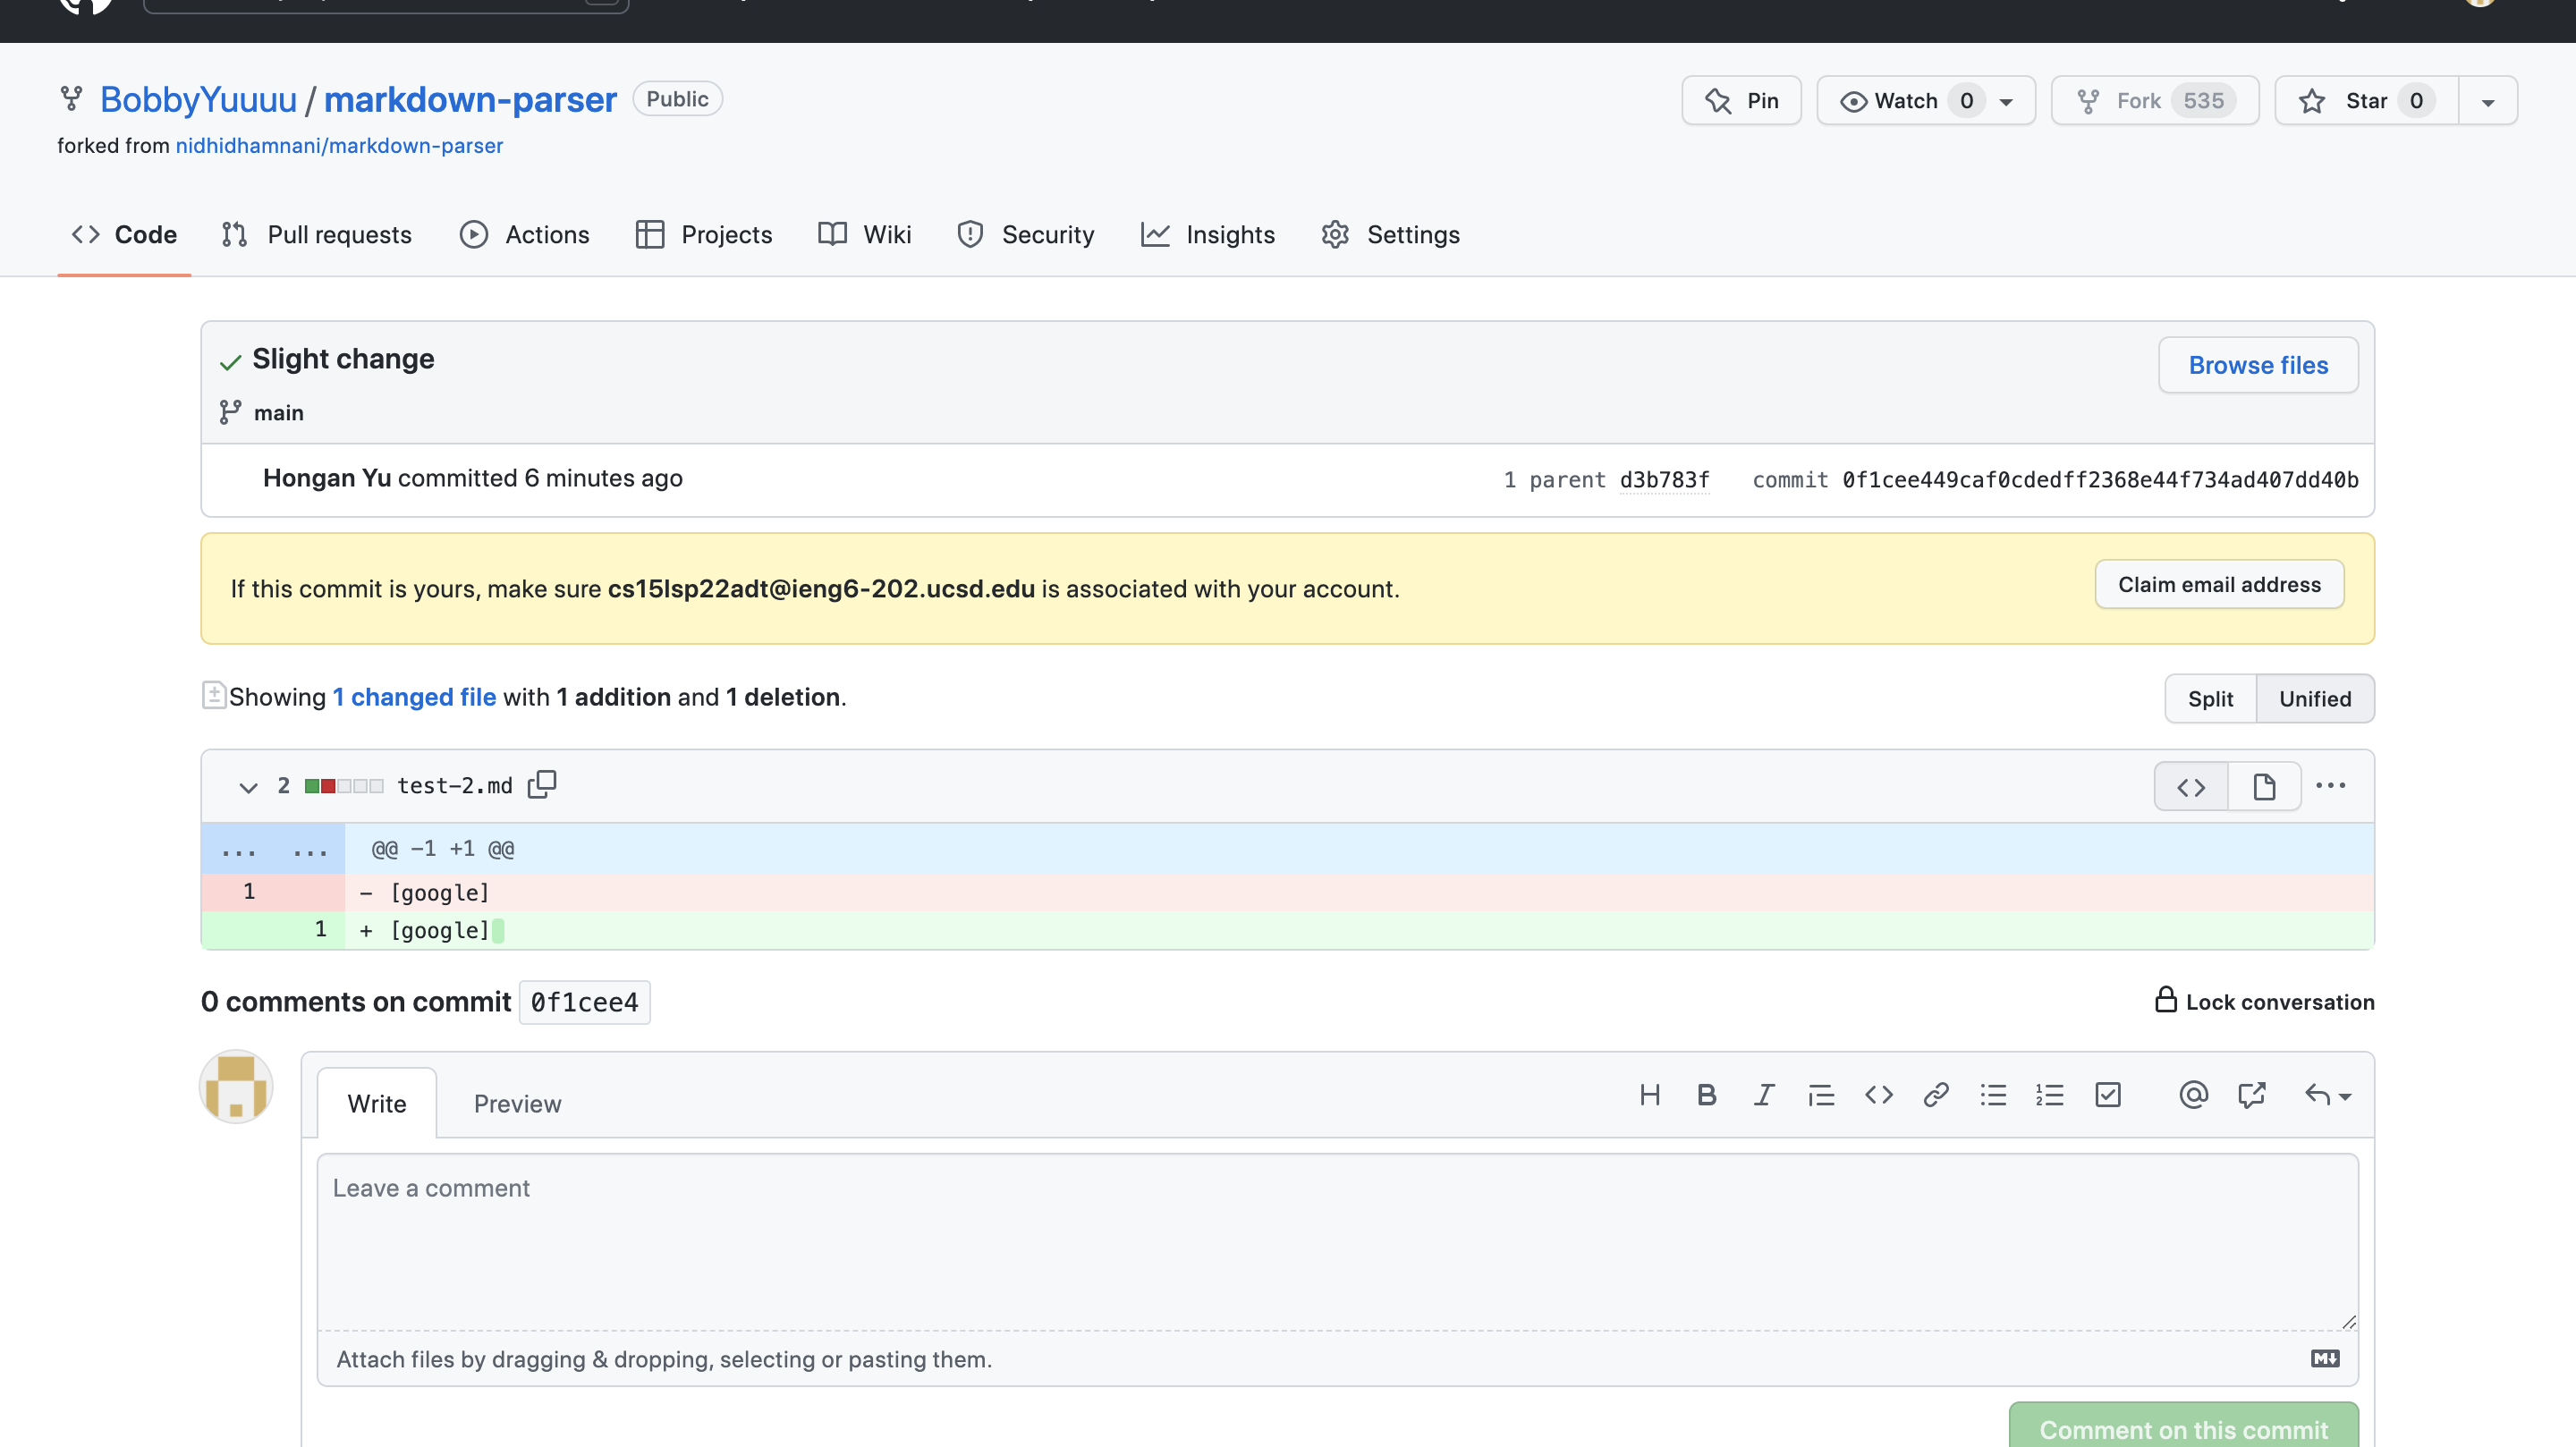 BobbyYuuuu / markdown-parser Public
Pin
Watch 0
Fork 535
Star 0
forked from nidhidhamnani/markdown-parser
Code Pull requests Actions Projects Wiki Security Insights Settings
Slight change
Browse files
main
Hongan Yu committed 6 minutes ago
1 parent d3b783f commit 0f1cee449caf0cdedff2368e44f734ad407dd40b
If this commit is yours, make sure cs15lsp22adt@ieng6-202.ucsd.edu is associated with your account.
Claim email address
Showing 1 changed file with 1 addition and 1 deletion.
Split Unified
2 test-2.md
... ... @@ -1 +1 @@
1 - [google]
1 + [google]
0 comments on commit 0f1cee4
Lock conversation
Write Preview
Leave a comment
Attach files by dragging & dropping, selecting or pasting them.
Comment on this commit